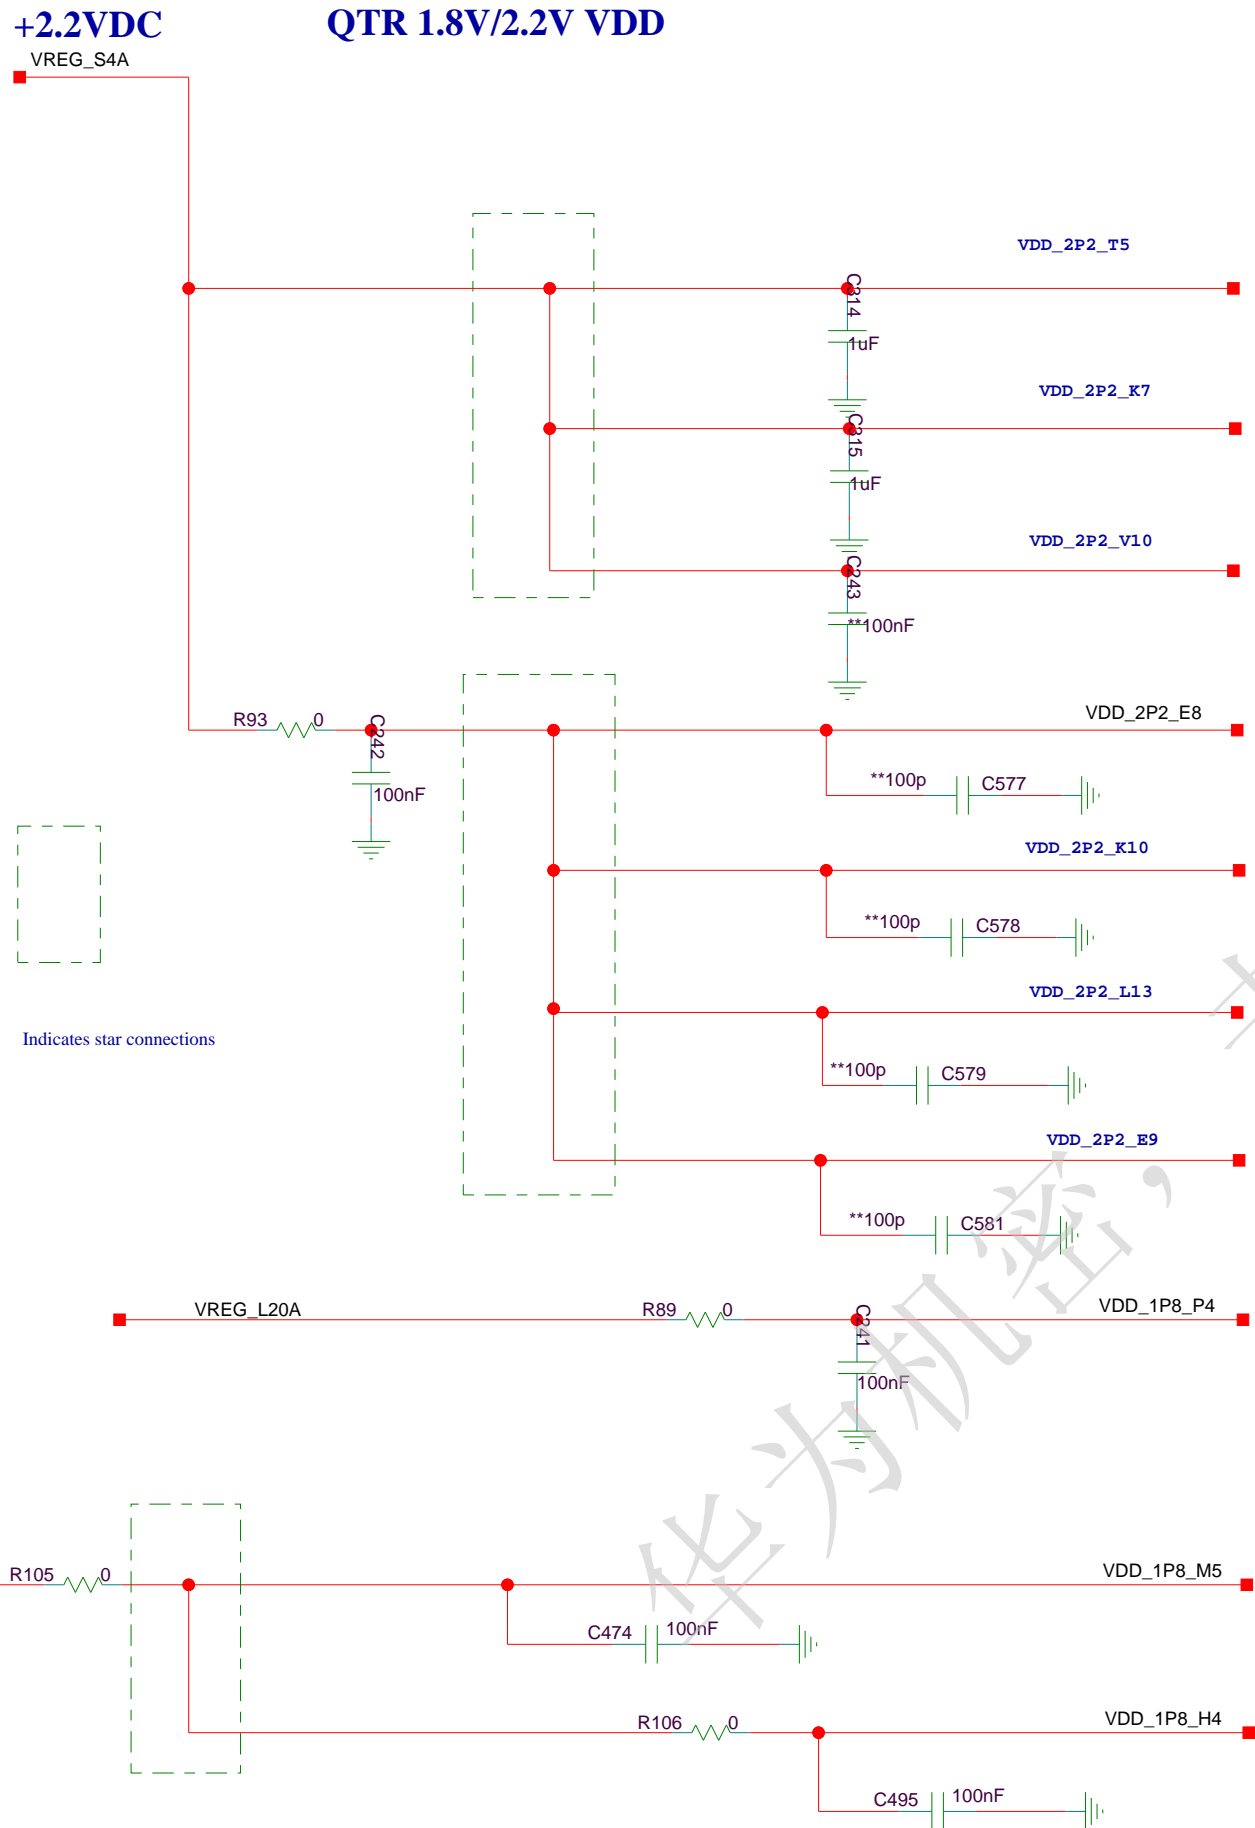 +2.2VDC
QTR 1.8V/2.2V VDD
VREG_S4A
VDD_2P2_T5
C314
1uF
VDD_2P2_K7
C315
1uF
VDD_2P2_V10
C243
**100nF
R93
0
C242
100nF
VDD_2P2_E8
**100p
C577
VDD_2P2_K10
**100p
C578
VDD_2P2_L13
Indicates star connections
**100p
C579
VDD_2P2_E9
**100p
C581
VREG_L20A
R89
0
C241
100nF
VDD_1P8_P4
R105
0
VDD_1P8_M5
C474
100nF
R106
0
VDD_1P8_H4
C495
100nF
华为机密，